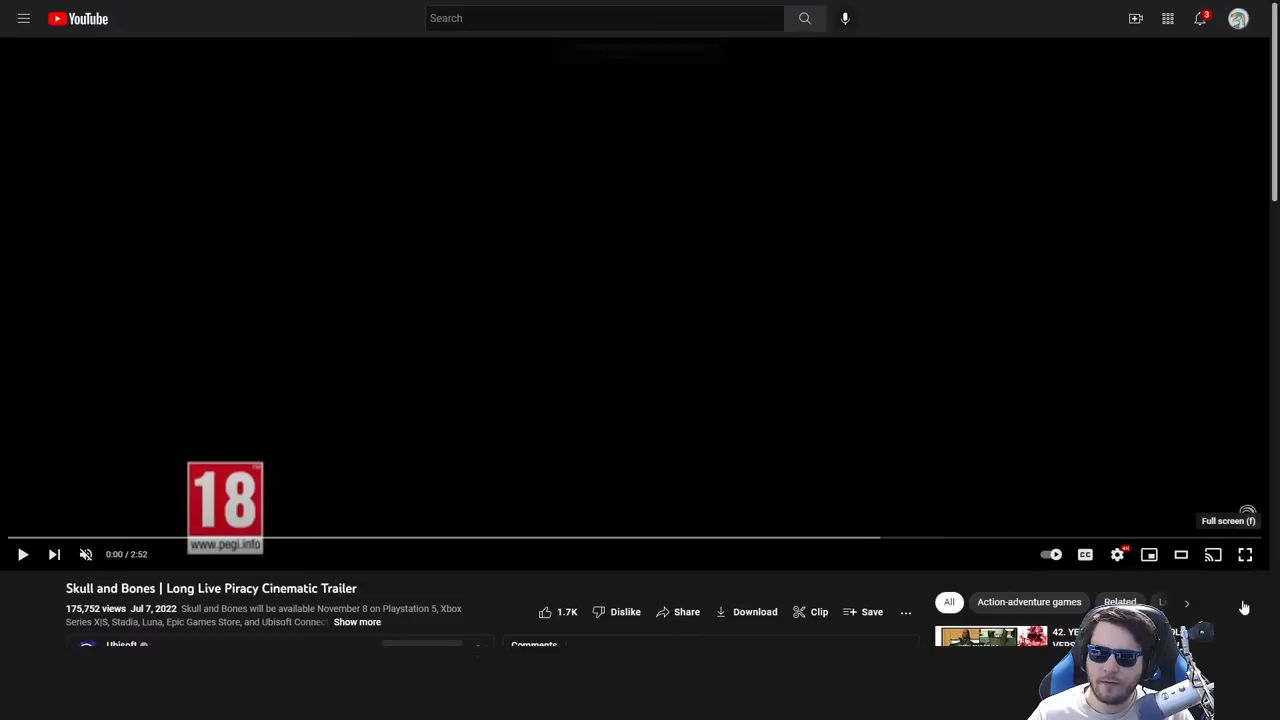 YouTube
Search
3
18
www.pegi.info
Full screen (f)
0:00 / 2:52
CC
Skull and Bones | Long Live Piracy Cinematic Trailer
175,752 views Jul 7, 2022 Skull and Bones will be available November 8 on Playstation 5, Xbox
Series X|S, Stadia, Luna, Epic Games Store, and Ubisoft Connect
Show more
1.7K
Dislike
Share
Download
Clip
Save
All
Action-adventure games
Related
Ubisoft
Comments
42. YE